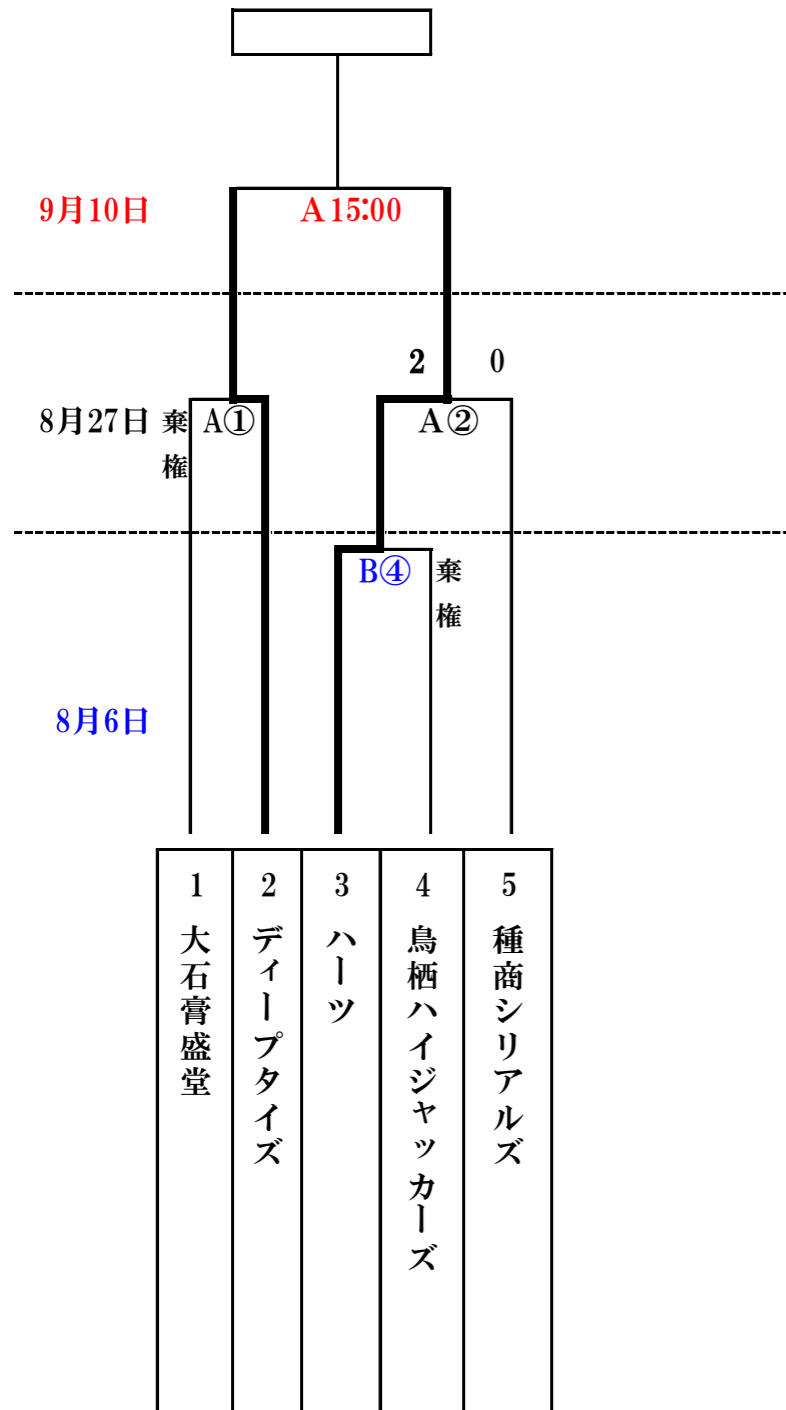 9月10日
A 15:00
2
0
8月27日
棄権
A①
A②
B④
棄権
8月6日
1
2
3
4
5
大石膏盛堂
ディープタイズ
ハーツ
鳥栖ハイジャッカーズ
種商シリアルズ